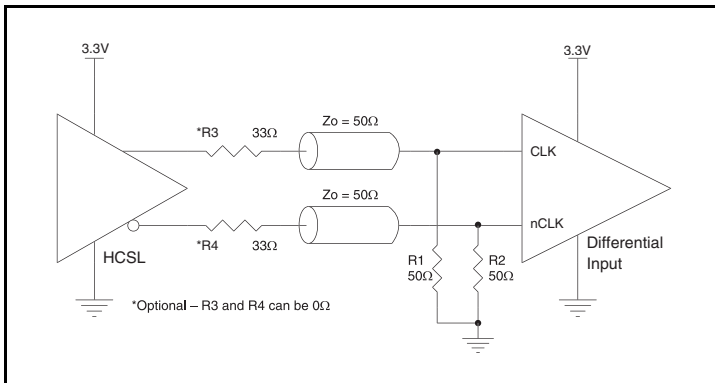 3.3V
3.3V
Zo = 50Ω
*R3
33Ω
CLK
Zo = 50Ω
nCLK
*R4
33Ω
HCSL
Differential
Input
R1
50Ω
R2
50Ω
*Optional – R3 and R4 can be 0Ω